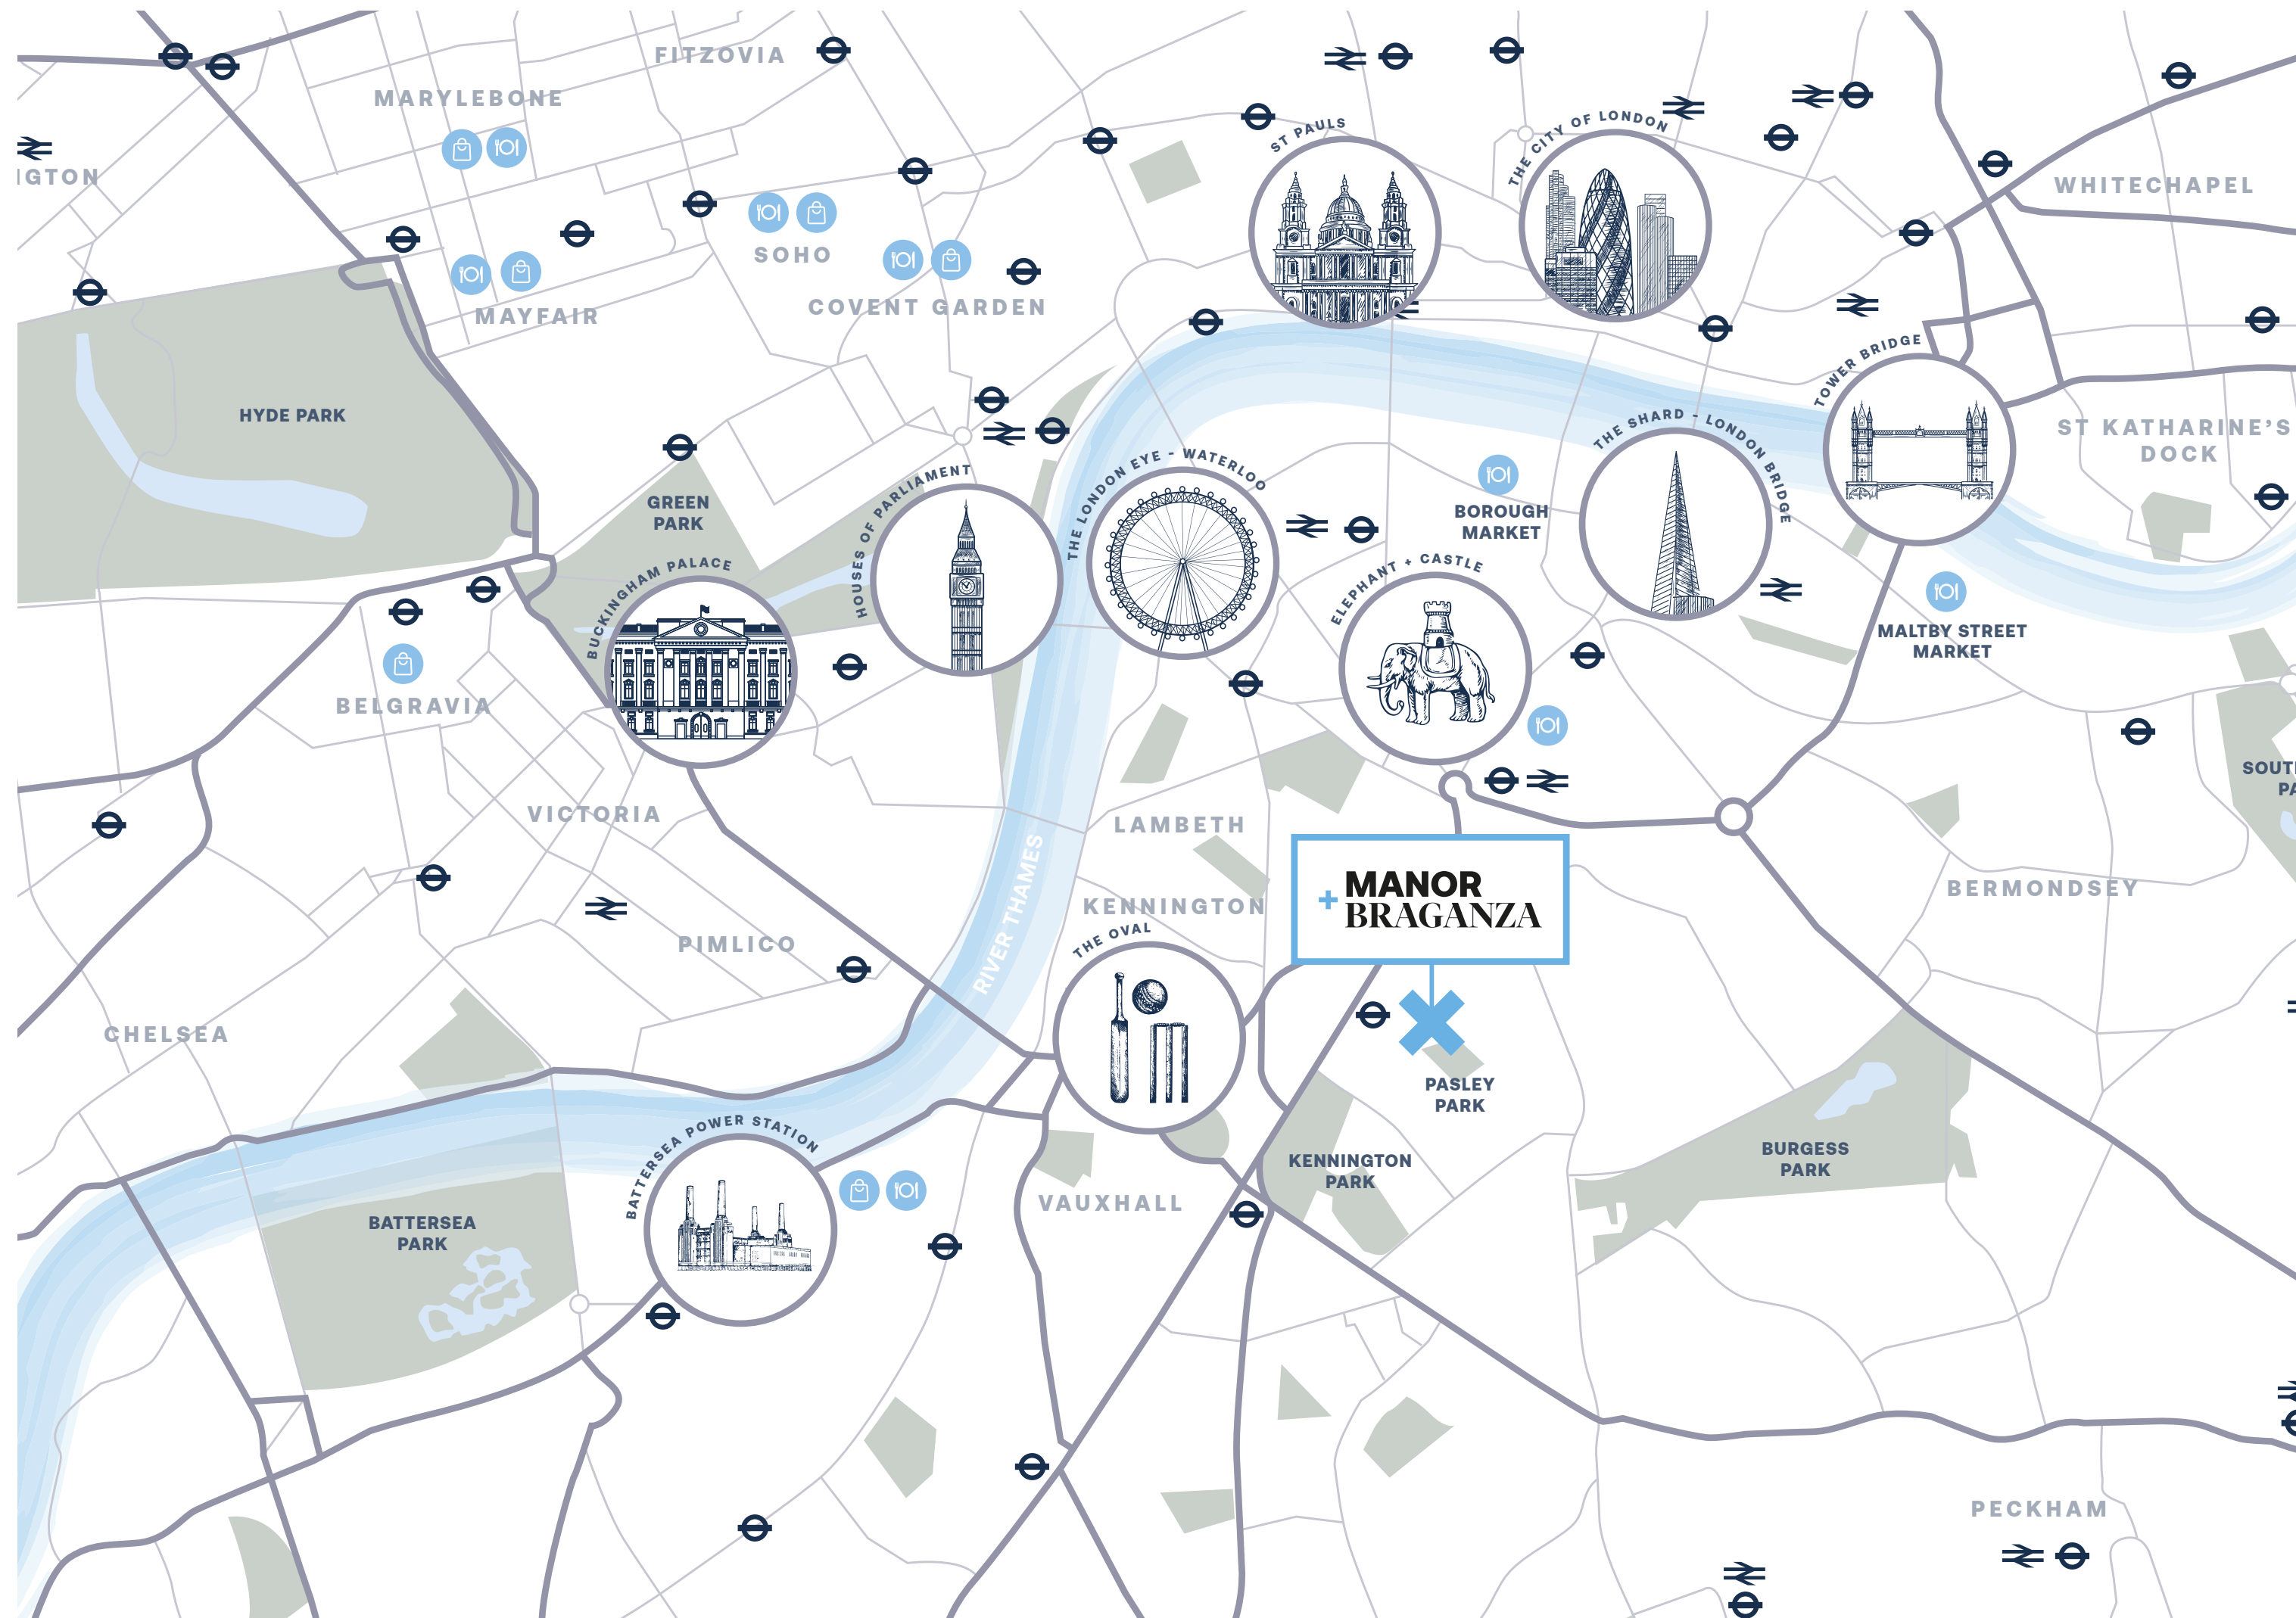 FITZOVIA
MARYLEBONE
IGTON
ST PAULS
THE CITY OF LONDON
WHITECHAPEL
SOHO
COVENT GARDEN
MAYFAIR
TOWER BRIDGE
HYDE PARK
THE SHARD - LONDON BRIDGE
ST KATHARINE'S
DOCK
HOUSES OF PARLIAMENT
THE LONDON EYE - WATERLOO
GREEN
PARK
BOROUGH
MARKET
BUCKINGHAM PALACE
ELEPHANT + CASTLE
MALTBY STREET
MARKET
BELGRAVIA
SOUT
PA
VICTORIA
LAMBETH
RIVER THAMES
+ MANOR
BRAGANZA
BERMONDSEY
KENNINGTON
THE OVAL
PIMLICO
CHELSEA
PASLEY
PARK
BATTERSEA POWER STATION
BURGESS
PARK
KENNINGTON
PARK
VAUXHALL
BATTERSEA
PARK
PECKHAM